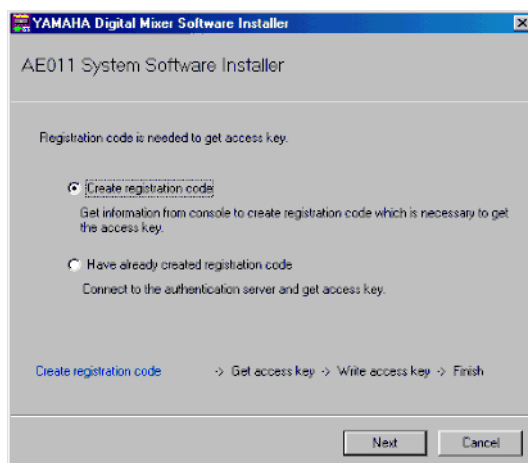 YAMAHA Digital Mixer Software Installer
AE011 System Software Installer
Registration code is needed to get access key.
Create registration code
Get information from console to create registration code which is necessary to get
the access key.
Have already created registration code
Connect to the authentication server and get access key.
Create registration code -> Get access key -> Write access key -> Finish
Next Cancel